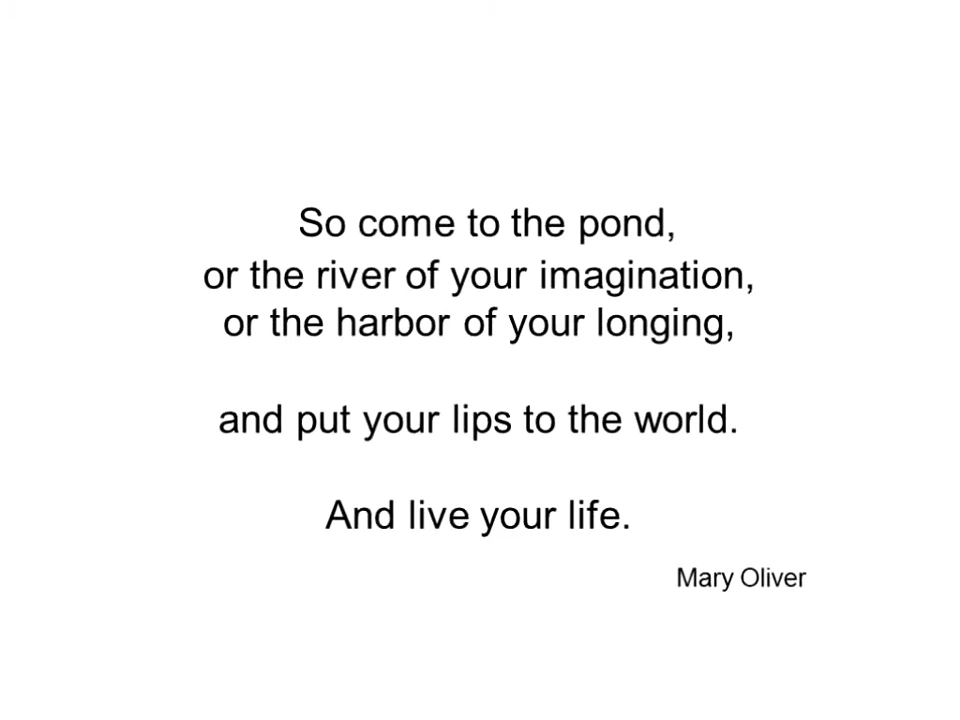 So come to the pond,
or the river of your imagination,
or the harbor of your longing,
and put your lips to the world.
And live your life.
Mary Oliver